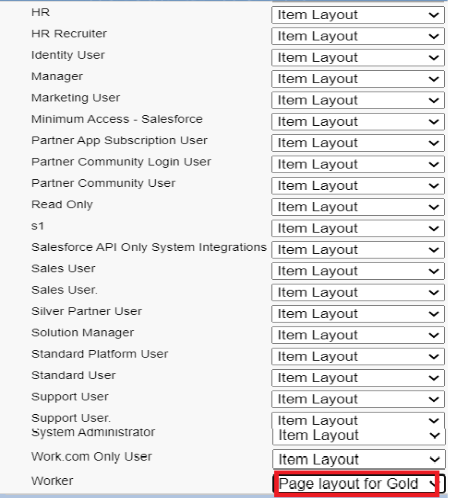 HR Item Layout
HR Recruiter Item Layout
Identity User Item Layout
Manager Item Layout
Marketing User Item Layout
Minimum Access - Salesforce Item Layout
Partner App Subscription User Item Layout
Partner Community Login User Item Layout
Partner Community User Item Layout
Read Only Item Layout
s1 Item Layout
Salesforce API Only System Integrations Item Layout
Sales User Item Layout
Sales User. Item Layout
Silver Partner User Item Layout
Solution Manager Item Layout
Standard Platform User Item Layout
Standard User Item Layout
Support User Item Layout
Support User. Item Layout
System Administrator Item Layout
Work.com Only User Item Layout
Worker Page layout for Gold